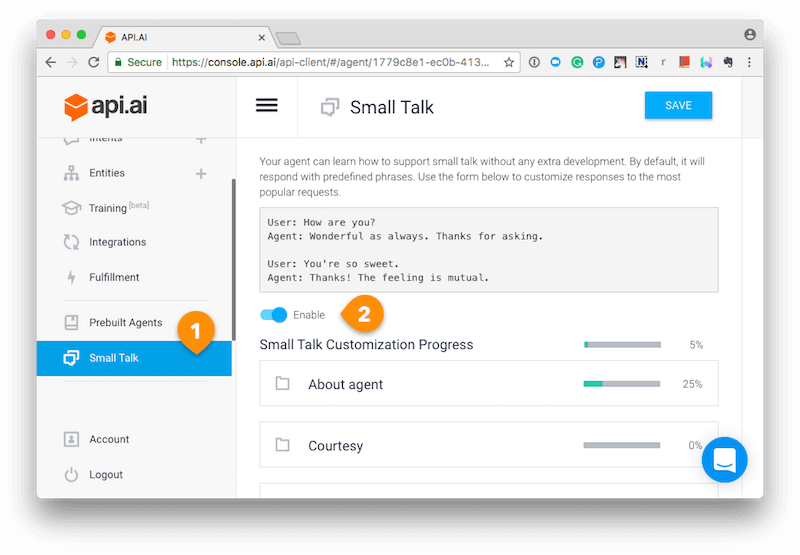 API.AI
Secure https://console.api.ai/api-client/#/agent/1779c8e1-ec0b-413...
api.ai
Small Talk
SAVE
Intents
Entities
Training [beta]
Integrations
Fulfillment
Prebuilt Agents
1
Small Talk
Account
Logout
Your agent can learn how to support small talk without any extra development. By default, it will
respond with predefined phrases. Use the form below to customize responses to the most
popular requests.
User: How are you?
Agent: Wonderful as always. Thanks for asking.
User: You're so sweet.
Agent: Thanks! The feeling is mutual.
Enable
2
Small Talk Customization Progress
5%
About agent
25%
Courtesy
0%